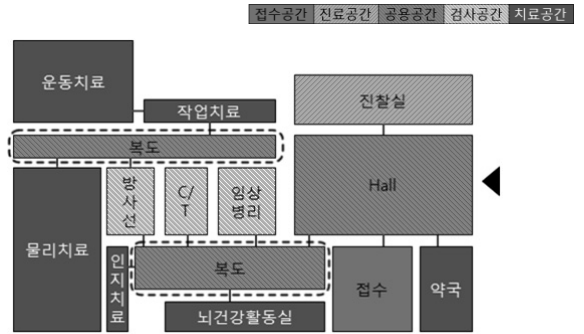 접수공간 진료공간 공용공간 검사공간 치료공간
운동치료
작업치료
진찰실
복도
Hall
방
사
선
C/
T
임상
병리
물리치료
인
지
치
료
복도
접수
약국
뇌건강활동실